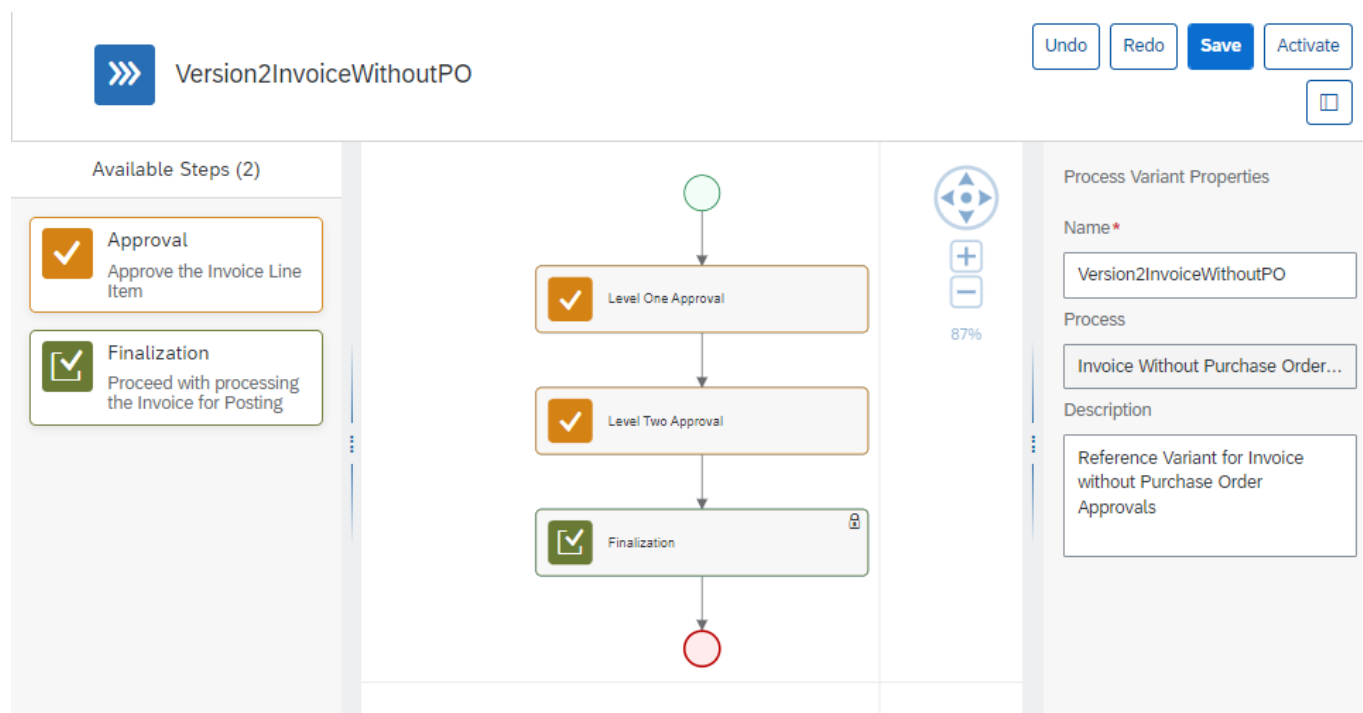 Version2InvoiceWithoutPO
Undo
Redo
Save
Activate
Available Steps (2)
Approval
Approve the Invoice Line
Item
Finalization
Proceed with processing
the Invoice for Posting
Level One Approval
Level Two Approval
Finalization
87%
Process Variant Properties
Name*
Version2InvoiceWithoutPO
Process
Invoice Without Purchase Order...
Description
Reference Variant for Invoice
without Purchase Order
Approvals